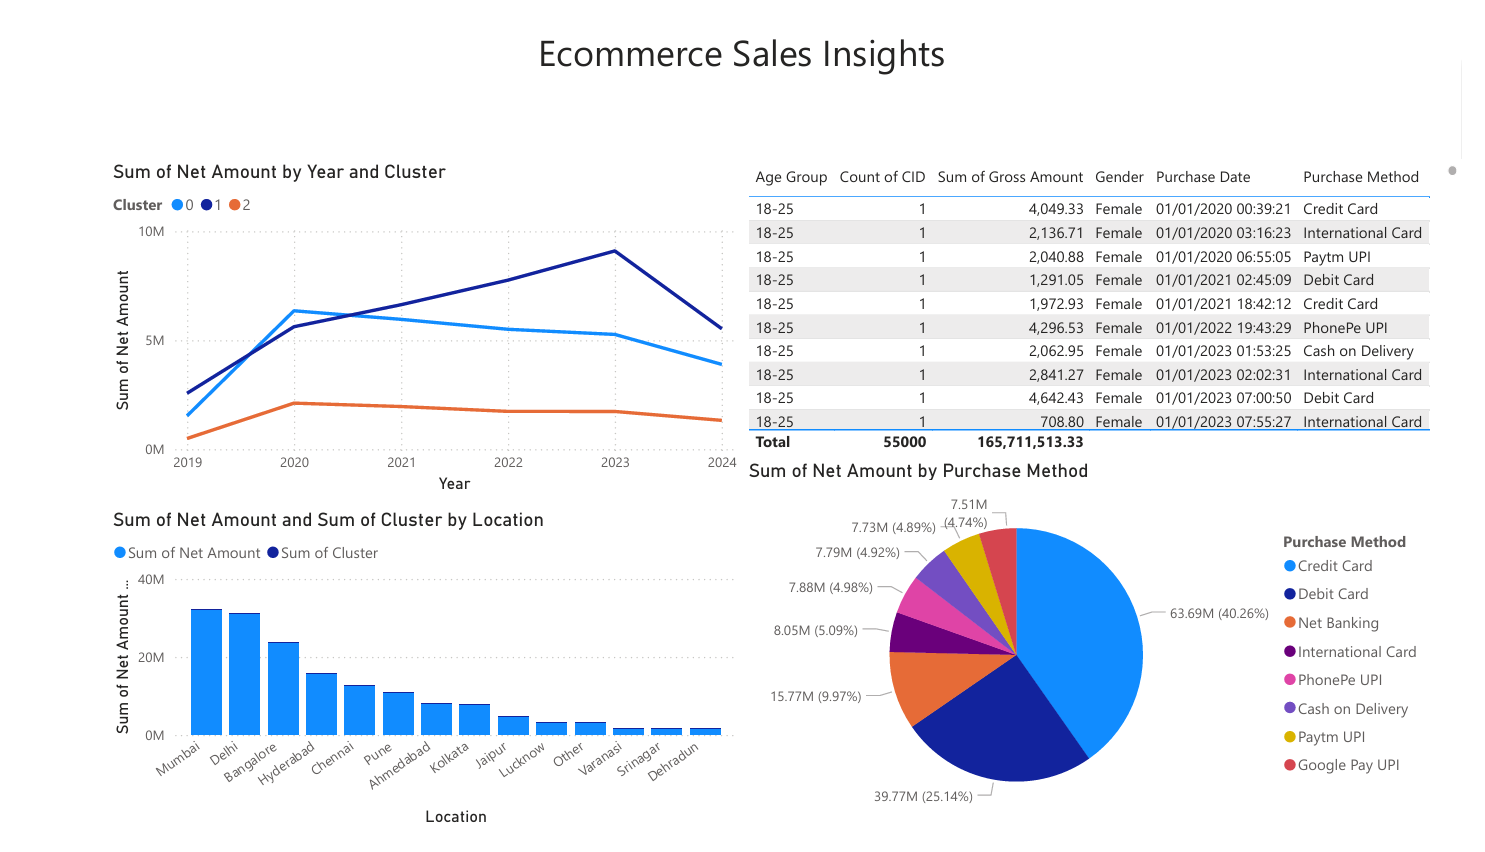 Ecommerce Sales Insights
Sum of Net Amount by Year and Cluster
Cluster 0 1 2
10M
5M
0M
Sum of Net Amount
2019 2020 2021 2022 2023 2024
Year
Age Group Count of CID Sum of Gross Amount Gender Purchase Date Purchase Method
18-25 1 4,049.33 Female 01/01/2020 00:39:21 Credit Card
18-25 1 2,136.71 Female 01/01/2020 03:16:23 International Card
18-25 1 2,040.88 Female 01/01/2020 06:55:05 Paytm UPI
18-25 1 1,291.05 Female 01/01/2021 02:45:09 Debit Card
18-25 1 1,972.93 Female 01/01/2021 18:42:12 Credit Card
18-25 1 4,296.53 Female 01/01/2022 19:43:29 PhonePe UPI
18-25 1 2,062.95 Female 01/01/2023 01:53:25 Cash on Delivery
18-25 1 2,841.27 Female 01/01/2023 02:02:31 International Card
18-25 1 4,642.43 Female 01/01/2023 07:00:50 Debit Card
18-25 1 708.80 Female 01/01/2023 07:55:27 International Card
Total 55000 165,711,513.33
Sum of Net Amount and Sum of Cluster by Location
Sum of Net Amount Sum of Cluster
40M
20M
0M
Sum of Net Amount ...
Mumbai
Delhi
Bangalore
Hyderabad
Chennai
Pune
Ahmedabad
Kolkata
Jaipur
Lucknow
Other
Varanasi
Srinagar
Dehradun
Location
Sum of Net Amount by Purchase Method
7.51M
(4.74%)
7.73M (4.89%)
7.79M (4.92%)
7.88M (4.98%)
8.05M (5.09%)
15.77M (9.97%)
39.77M (25.14%)
63.69M (40.26%)
Purchase Method
Credit Card
Debit Card
Net Banking
International Card
PhonePe UPI
Cash on Delivery
Paytm UPI
Google Pay UPI